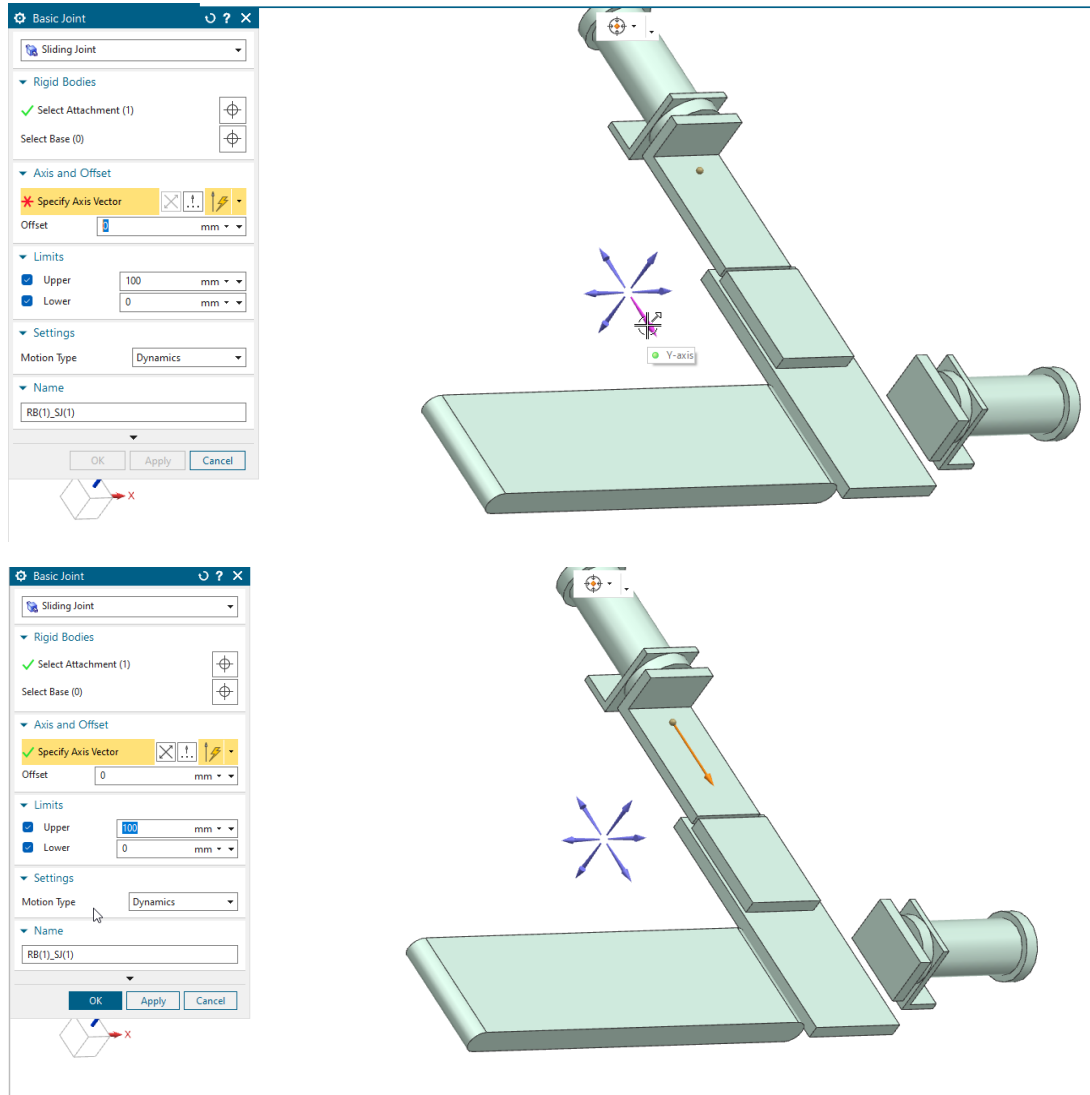 Basic Joint
Sliding Joint
Rigid Bodies
Select Attachment (1)
Select Base (0)
Axis and Offset
Specify Axis Vector
Offset 0 mm
Limits
Upper 100 mm
Lower 0 mm
Settings
Motion Type Dynamics
Name
RB(1)_SJ(1)
OK Apply Cancel
X
Y-axis
Basic Joint
Sliding Joint
Rigid Bodies
Select Attachment (1)
Select Base (0)
Axis and Offset
Specify Axis Vector
Offset 0 mm
Limits
Upper 100 mm
Lower 0 mm
Settings
Motion Type Dynamics
Name
RB(1)_SJ(1)
OK Apply Cancel
X